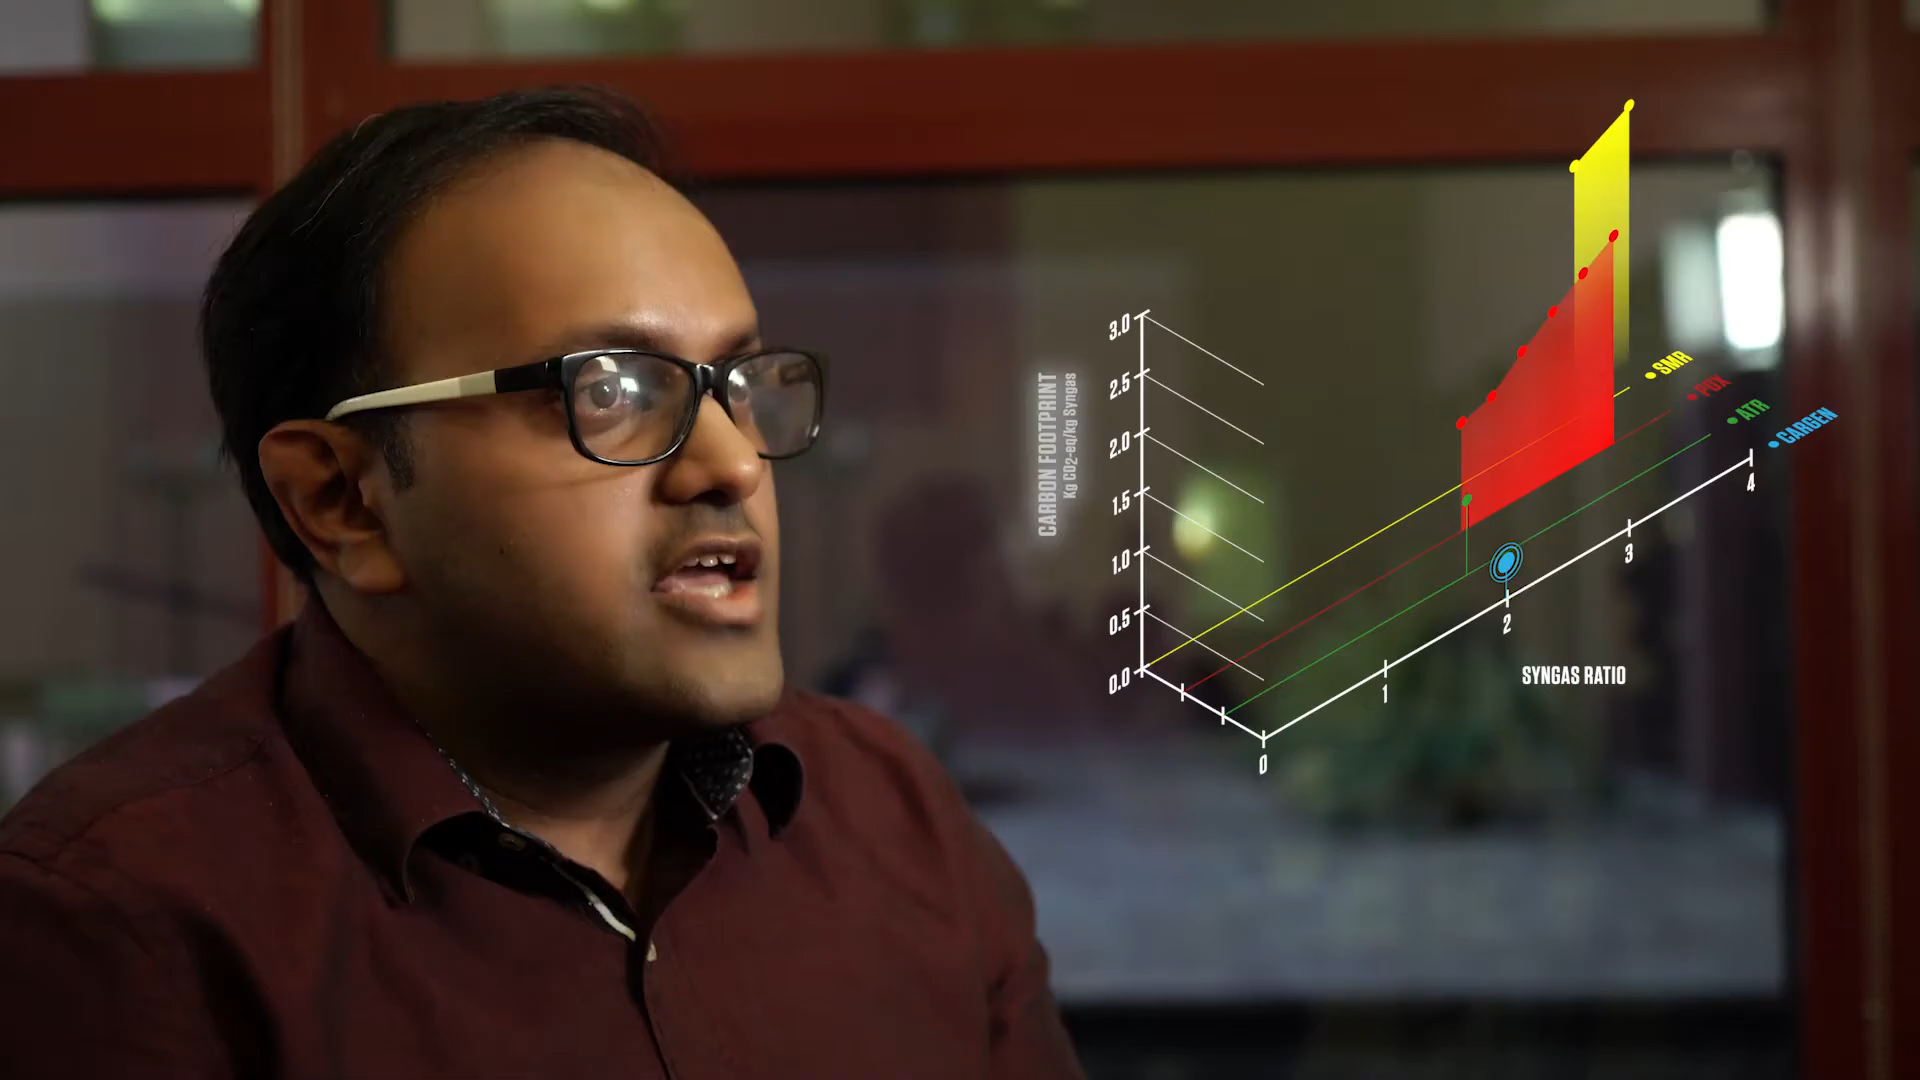 CARBON FOOTPRINT
Kg CO2-eq/kg Syngas
3.0
2.5
2.0
1.5
1.0
0.5
0.0
0
1
2
3
4
SYNGAS RATIO
SMR
POX
ATR
CARGEN